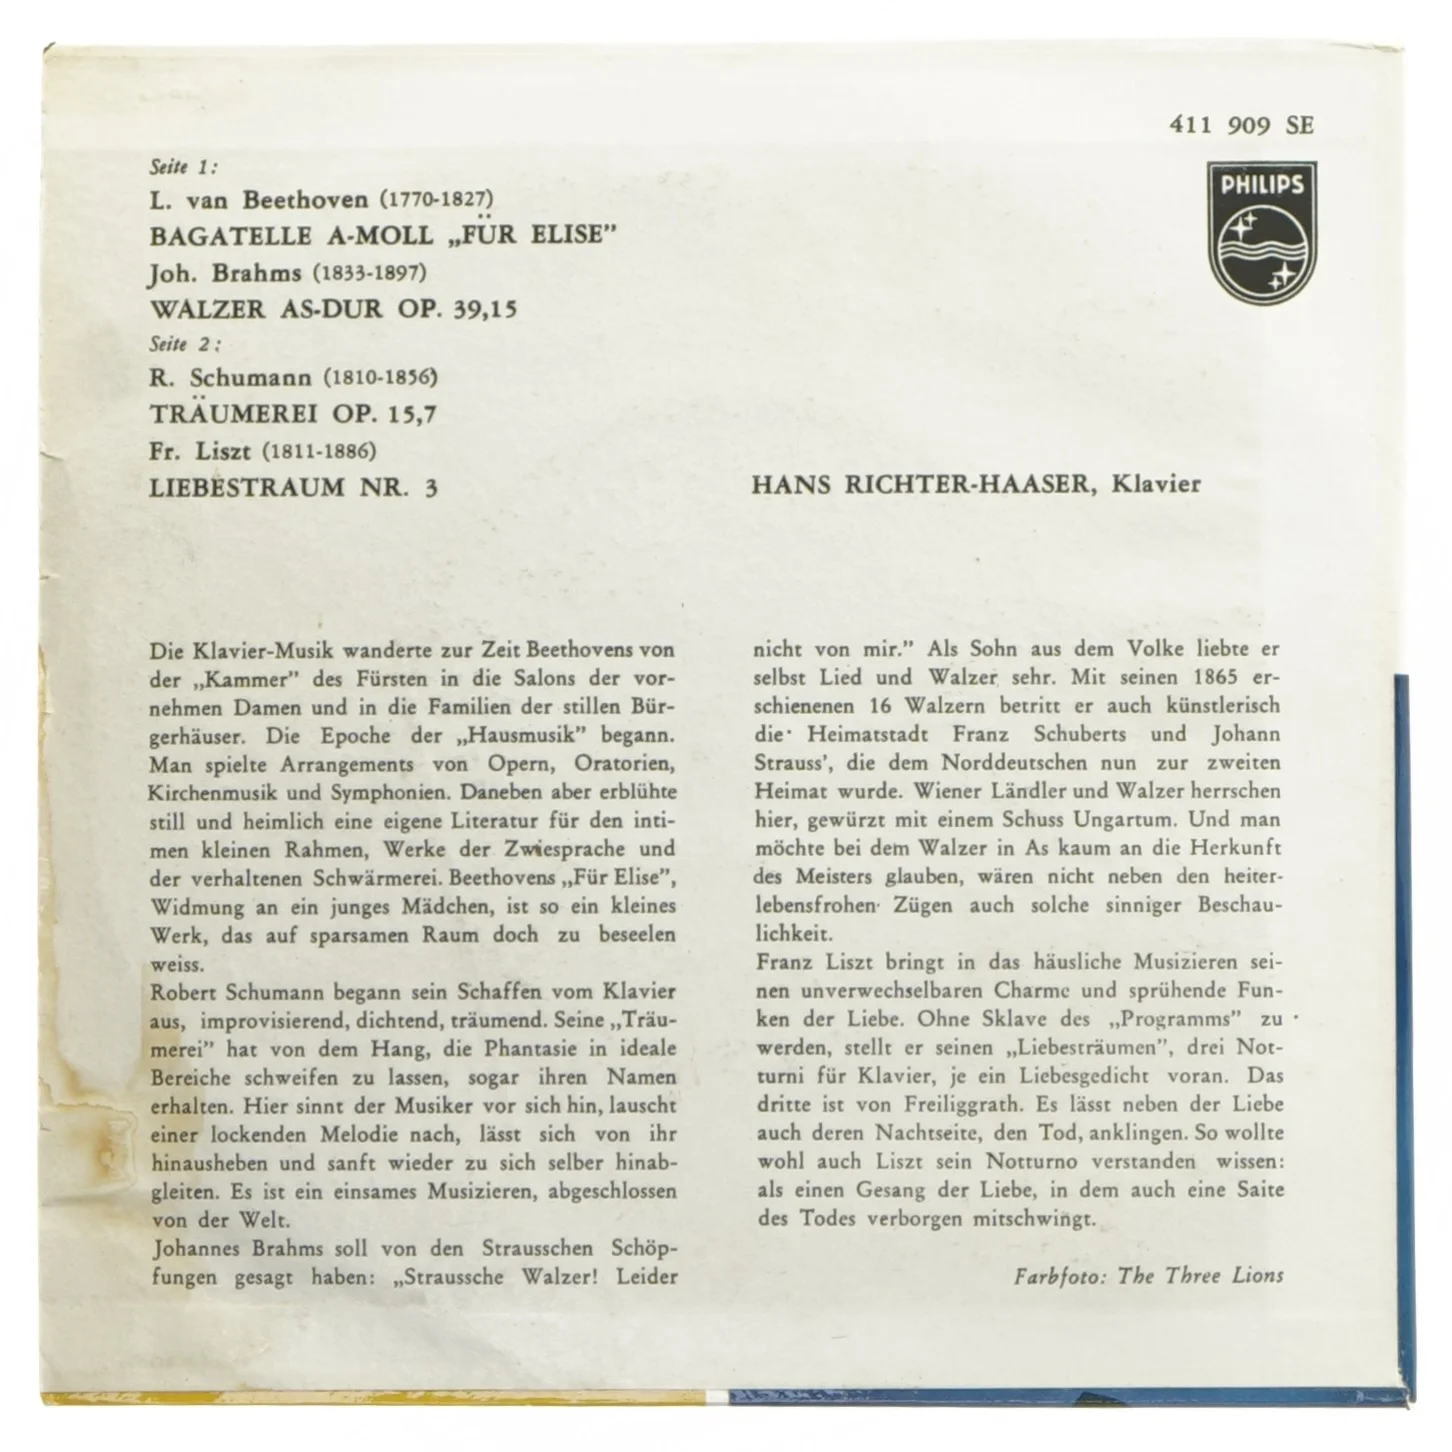 411 909 SE
PHILIPS
Seite 1:
L. van Beethoven (1770-1827)
BAGATELLE A-MOLL „FÜR ELISE”
Joh. Brahms (1833-1897)
WALZER AS-DUR OP. 39,15
Seite 2:
R. Schumann (1810-1856)
TRÄUMEREI OP. 15,7
Fr. Liszt (1811-1886)
LIEBESTRAUM NR. 3
HANS RICHTER-HAASER, Klavier
Die Klavier-Musik wanderte zur Zeit Beethovens von
der „Kammer” des Fürsten in die Salons der vor-
nehmen Damen und in die Familien der stillen Bür-
gerhäuser. Die Epoche der „Hausmusik” begann.
Man spielte Arrangements von Opern, Oratorien,
Kirchenmusik und Symphonien. Daneben aber erblühte
still und heimlich eine eigene Literatur für den inti-
men kleinen Rahmen, Werke der Zwiesprache und
der verhaltenen Schwärmerei. Beethovens „Für Elise”,
Widmung an ein junges Mädchen, ist so ein kleines
Werk, das auf sparsamen Raum doch zu beseelen
weiss.
Robert Schumann begann sein Schaffen vom Klavier
aus, improvisierend, dichtend, träumend. Seine „Träu-
merei” hat von dem Hang, die Phantasie in ideale
Bereiche schweifen zu lassen, sogar ihren Namen
erhalten. Hier sinnt der Musiker vor sich hin, lauscht
einer lockenden Melodie nach, lässt sich von ihr
hinausheben und sanft wieder zu sich selber hinab-
gleiten. Es ist ein einsames Musizieren, abgeschlossen
von der Welt.
Johannes Brahms soll von den Strausschen Schöp-
fungen gesagt haben: „Straussche Walzer! Leider
nicht von mir.” Als Sohn aus dem Volke liebte er
selbst Lied und Walzer sehr. Mit seinen 1865 er-
schienenen 16 Walzern betritt er auch künstlerisch
die Heimatstadt Franz Schuberts und Johann
Strauss’, die dem Norddeutschen nun zur zweiten
Heimat wurde. Wiener Ländler und Walzer herrschen
hier, gewürzt mit einem Schuss Ungartum. Und man
möchte bei dem Walzer in As kaum an die Herkunft
des Meisters glauben, wären nicht neben den heiter-
lebensfrohen Zügen auch solche sinniger Beschau-
lichkeit.
Franz Liszt bringt in das häusliche Musizieren sei-
nen unverwechselbaren Charme und sprühende Fun-
ken der Liebe. Ohne Sklave des „Programms” zu
werden, stellt er seinen „Liebesträumen”, drei Not-
turni für Klavier, je ein Liebesgedicht voran. Das
dritte ist von Freiliggrath. Es lässt neben der Liebe
auch deren Nachtseite, den Tod, anklingen. So wollte
wohl auch Liszt sein Notturno verstanden wissen:
als einen Gesang der Liebe, in dem auch eine Saite
des Todes verborgen mitschwingt.
Farbfoto: The Three Lions